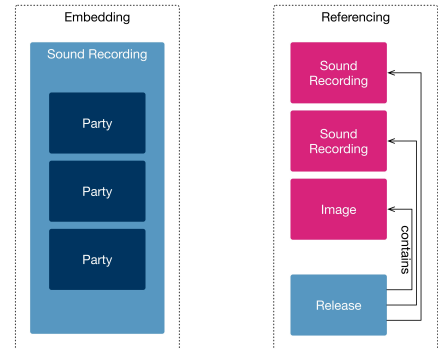 Embedding
Sound Recording
Party
Party
Party
Referencing
Sound
Recording
Sound
Recording
Image
contains
Release